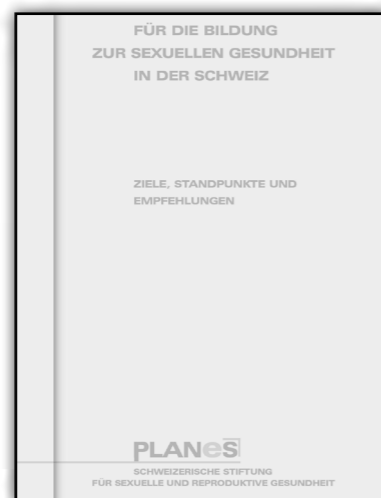 FÜR DIE BILDUNG
ZUR SEXUELLEN GESUNDHEIT
IN DER SCHWEIZ
ZIELE, STANDPUNKTE UND
EMPFEHLUNGEN
PLANeS
SCHWEIZERISCHE STIFTUNG
FÜR SEXUELLE UND REPRODUKTIVE GESUNDHEIT